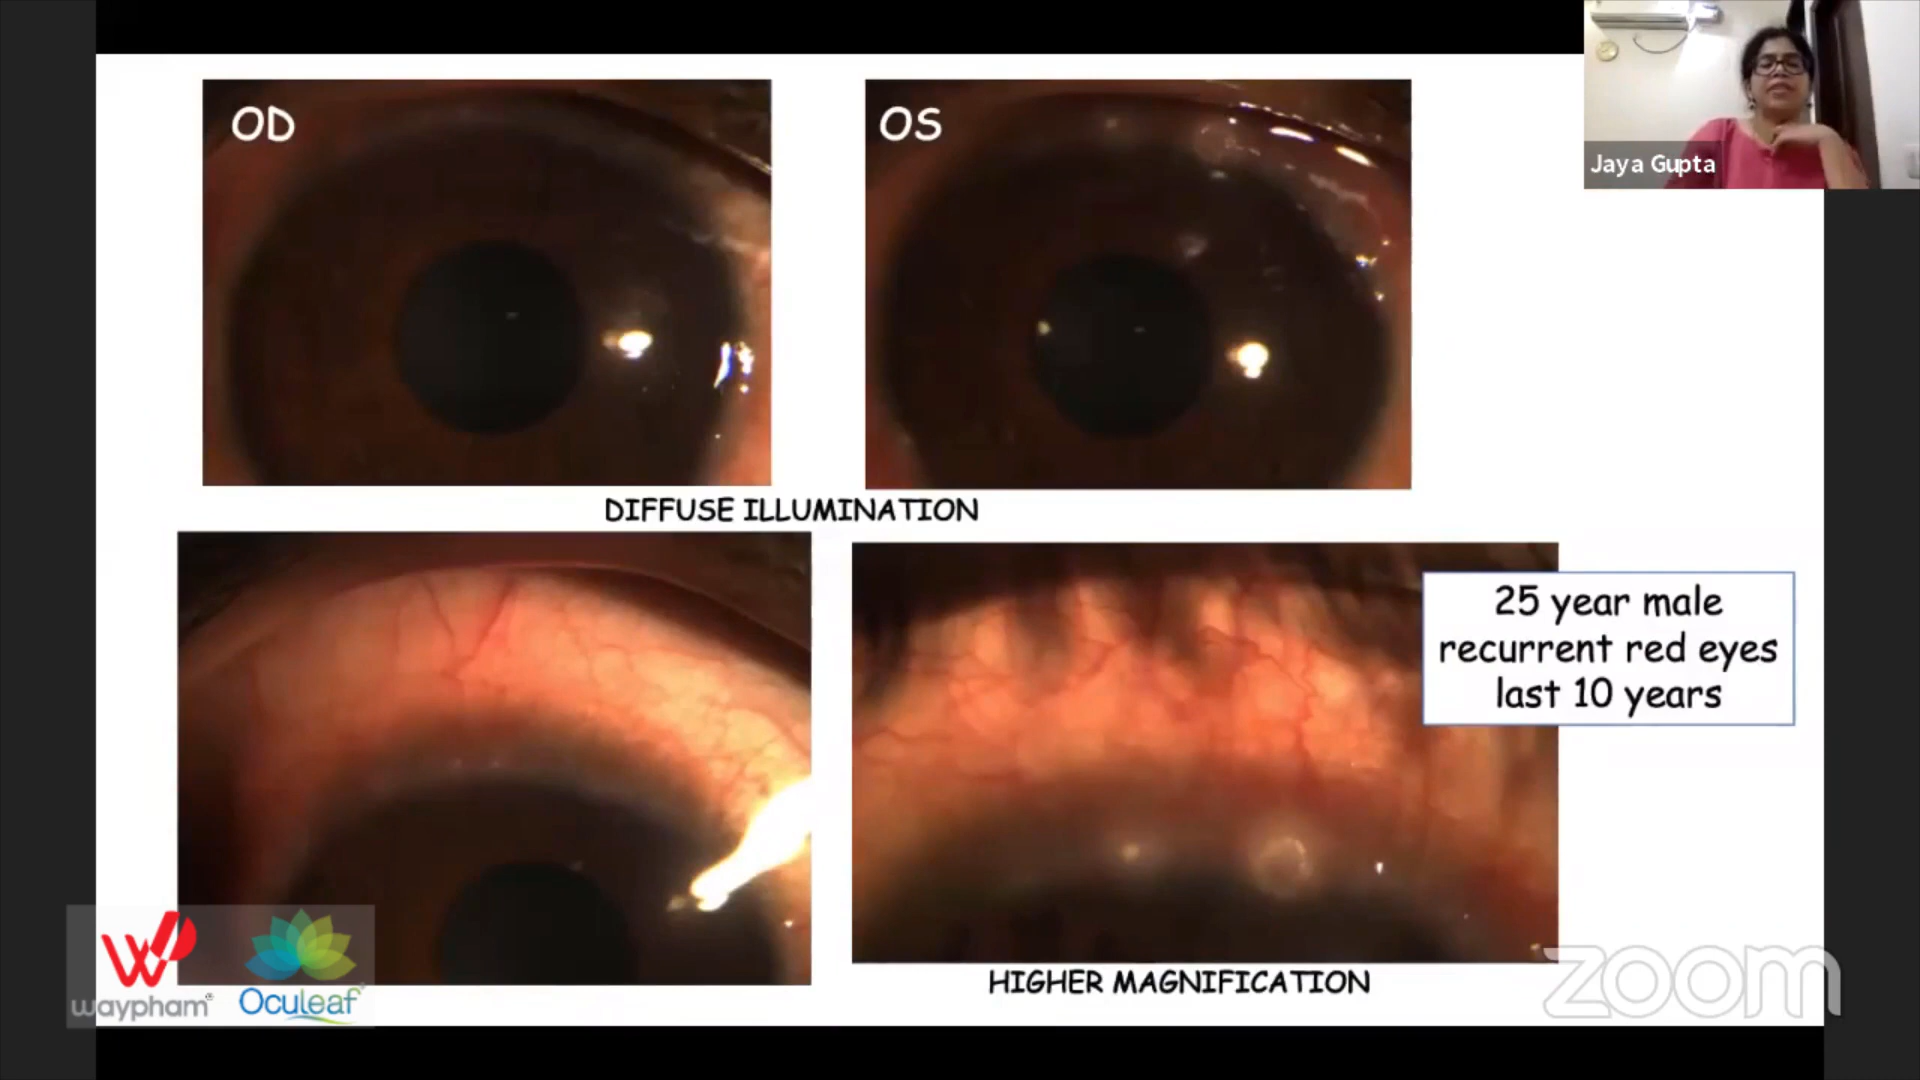 OD
OS
Jaya Gupta
DIFFUSE ILLUMINATION
25 year male
recurrent red eyes
last 10 years
HIGHER MAGNIFICATION
waypham®
Oculeaf
zoom